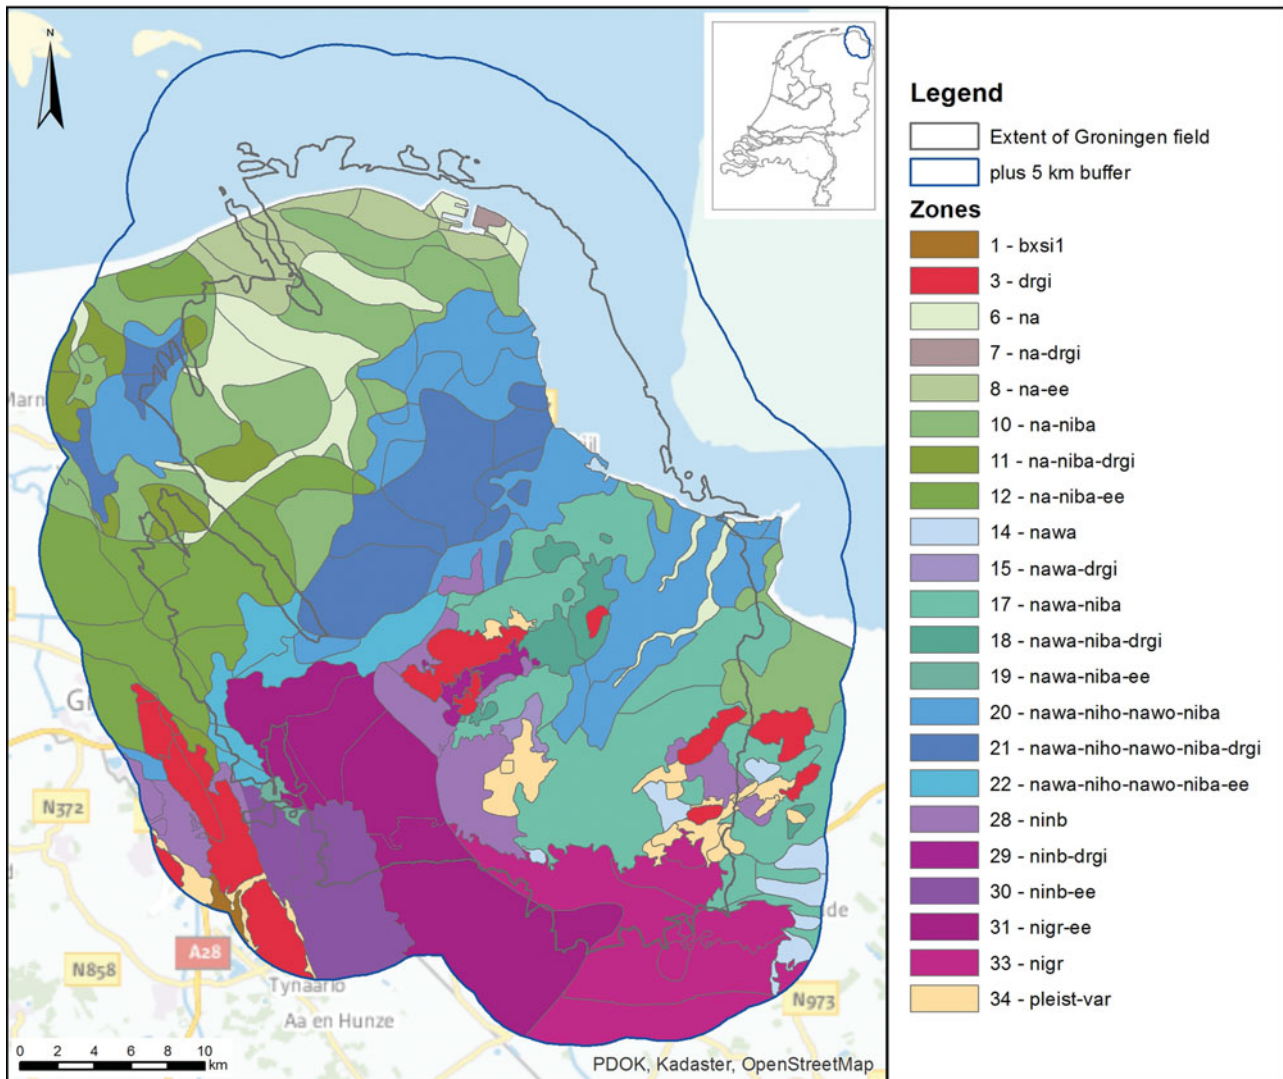 N
Marn
jl
Gr
N372
de
A28
N858
Tynaarlo
Aa en Hunze
N973
0 2 4 6 8 10
km
PDOK, Kadaster, OpenStreetMap
Legend
Extent of Groningen field
plus 5 km buffer
Zones
1 - bxsi1
3 - drgi
6 - na
7 - na-drgi
8 - na-ee
10 - na-niba
11 - na-niba-drgi
12 - na-niba-ee
14 - nawa
15 - nawa-drgi
17 - nawa-niba
18 - nawa-niba-drgi
19 - nawa-niba-ee
20 - nawa-niho-nawo-niba
21 - nawa-niho-nawo-niba-drgi
22 - nawa-niho-nawo-niba-ee
28 - ninb
29 - ninb-drgi
30 - ninb-ee
31 - nigr-ee
33 - nigr
34 - pleist-var